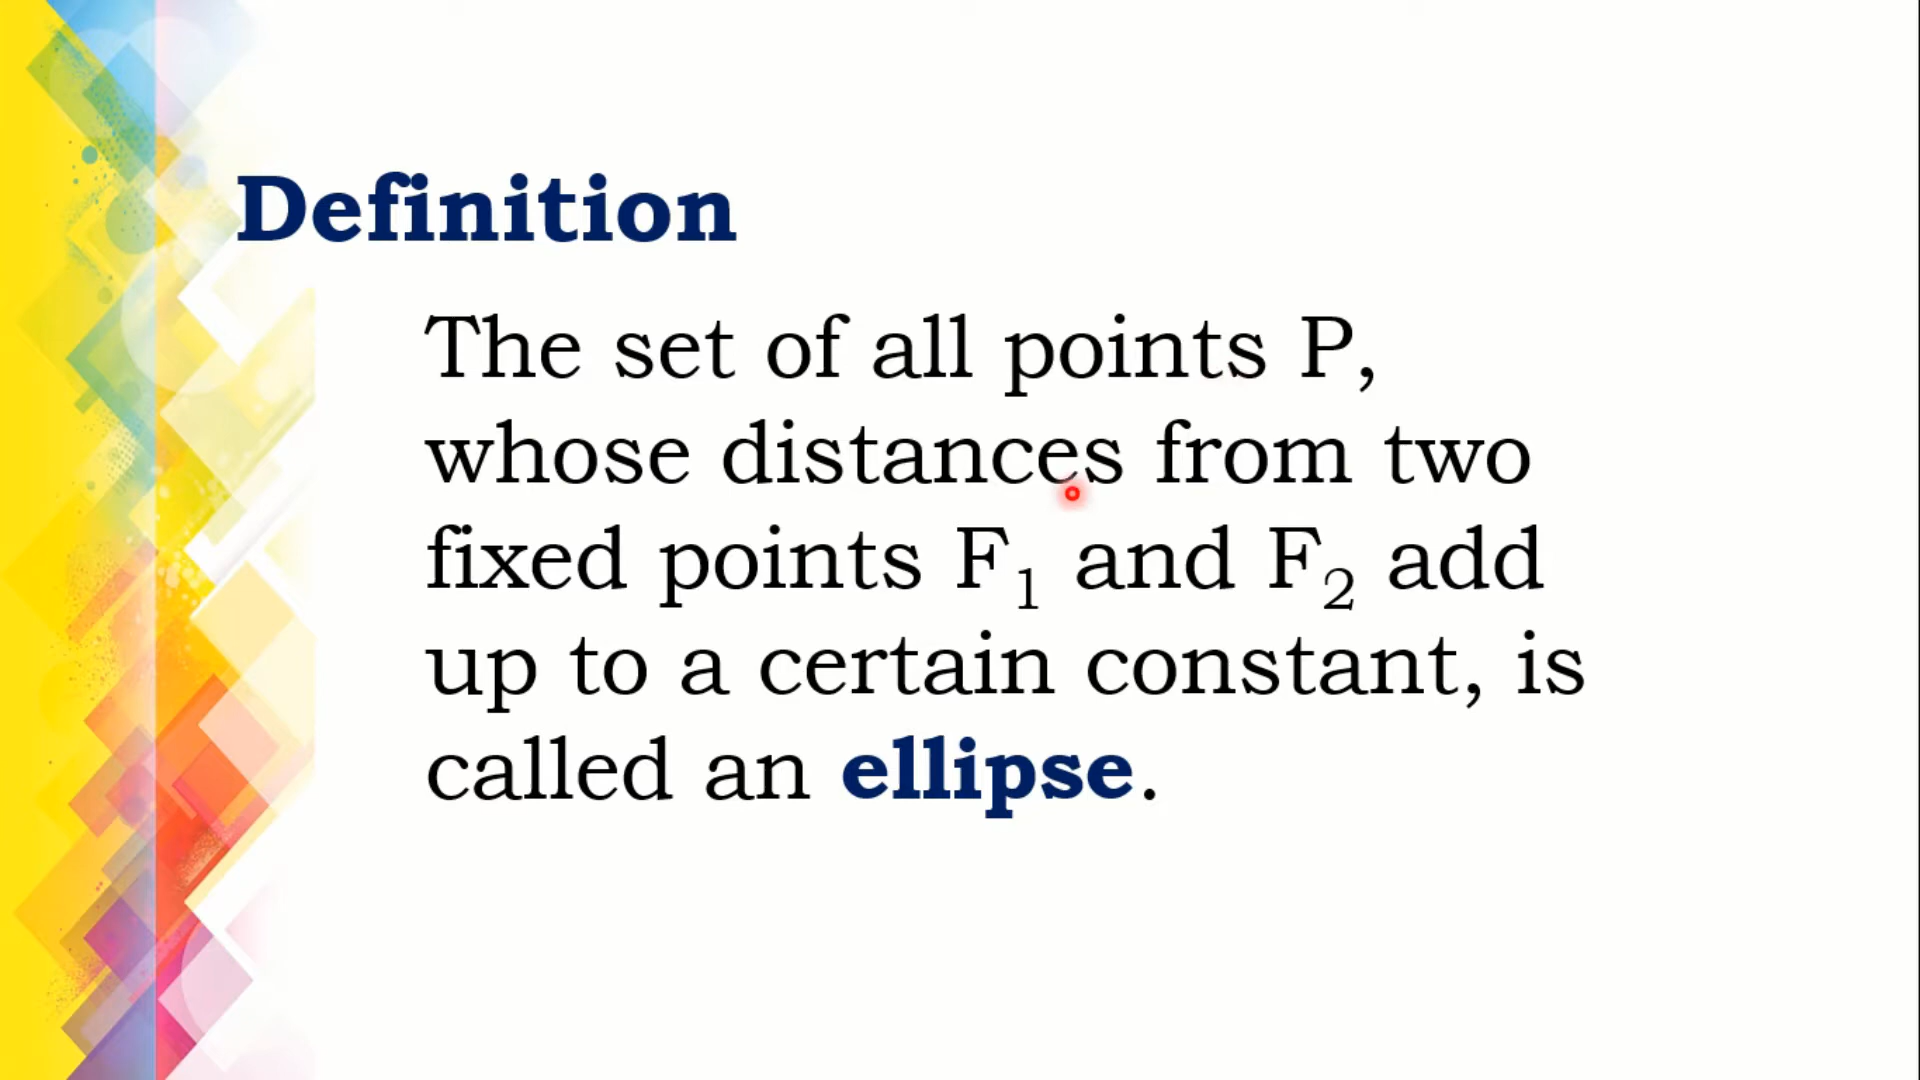 Definition
The set of all points P,
whose distances from two
fixed points F₁ and F₂ add
up to a certain constant, is
called an ellipse.